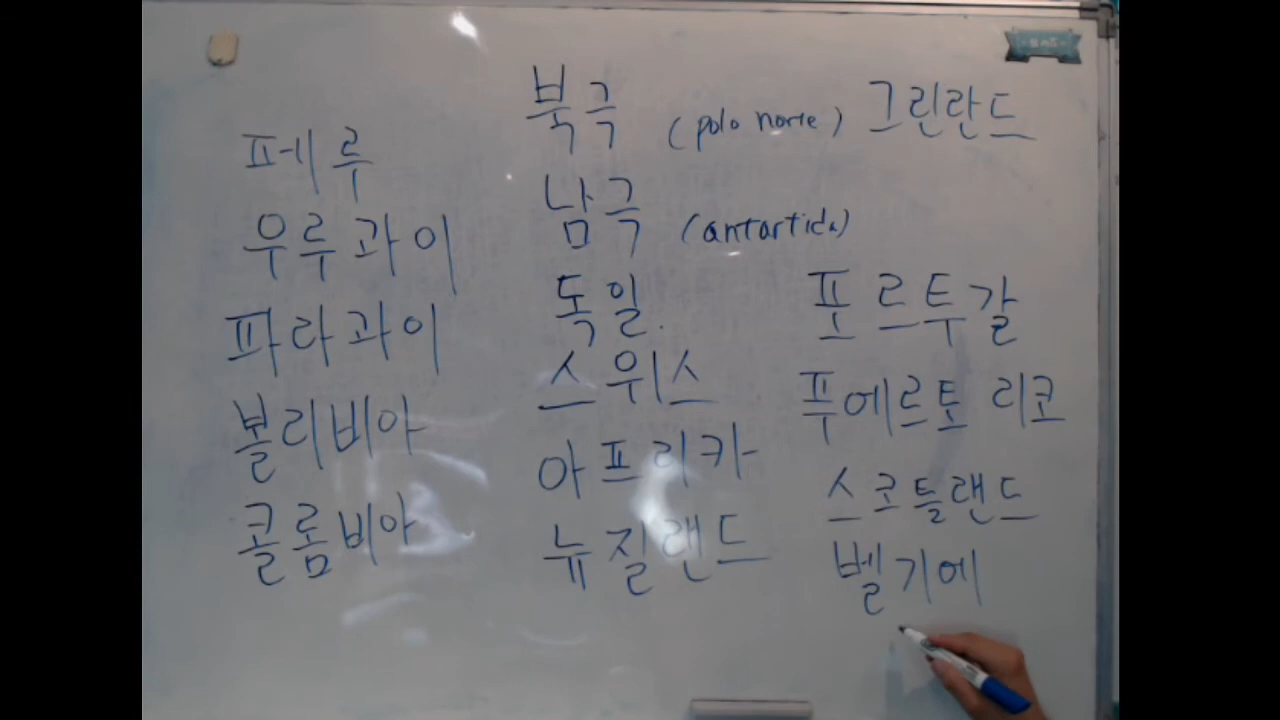 페루
우루과이
파라과이
볼리비아
콜롬비아
북극 (polo norte) 그린란드
남극 (antartida)
독일.
스위스
아프리카
뉴질랜드
포르투갈
푸에르토 리코
스코틀랜드
벨기에